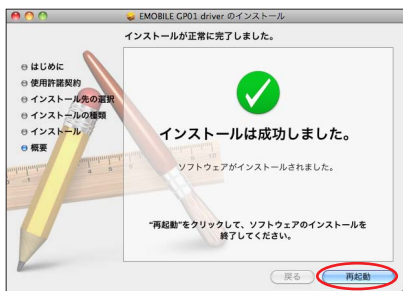 EMOBILE GP01 driver のインストール
インストールが正常に完了しました。
はじめに
使用許諾契約
インストール先の選択
インストールの種類
インストール
概要
インストールは成功しました。
ソフトウェアがインストールされました。
“再起動”をクリックして、ソフトウェアのインストールを
終了してください。
戻る
再起動